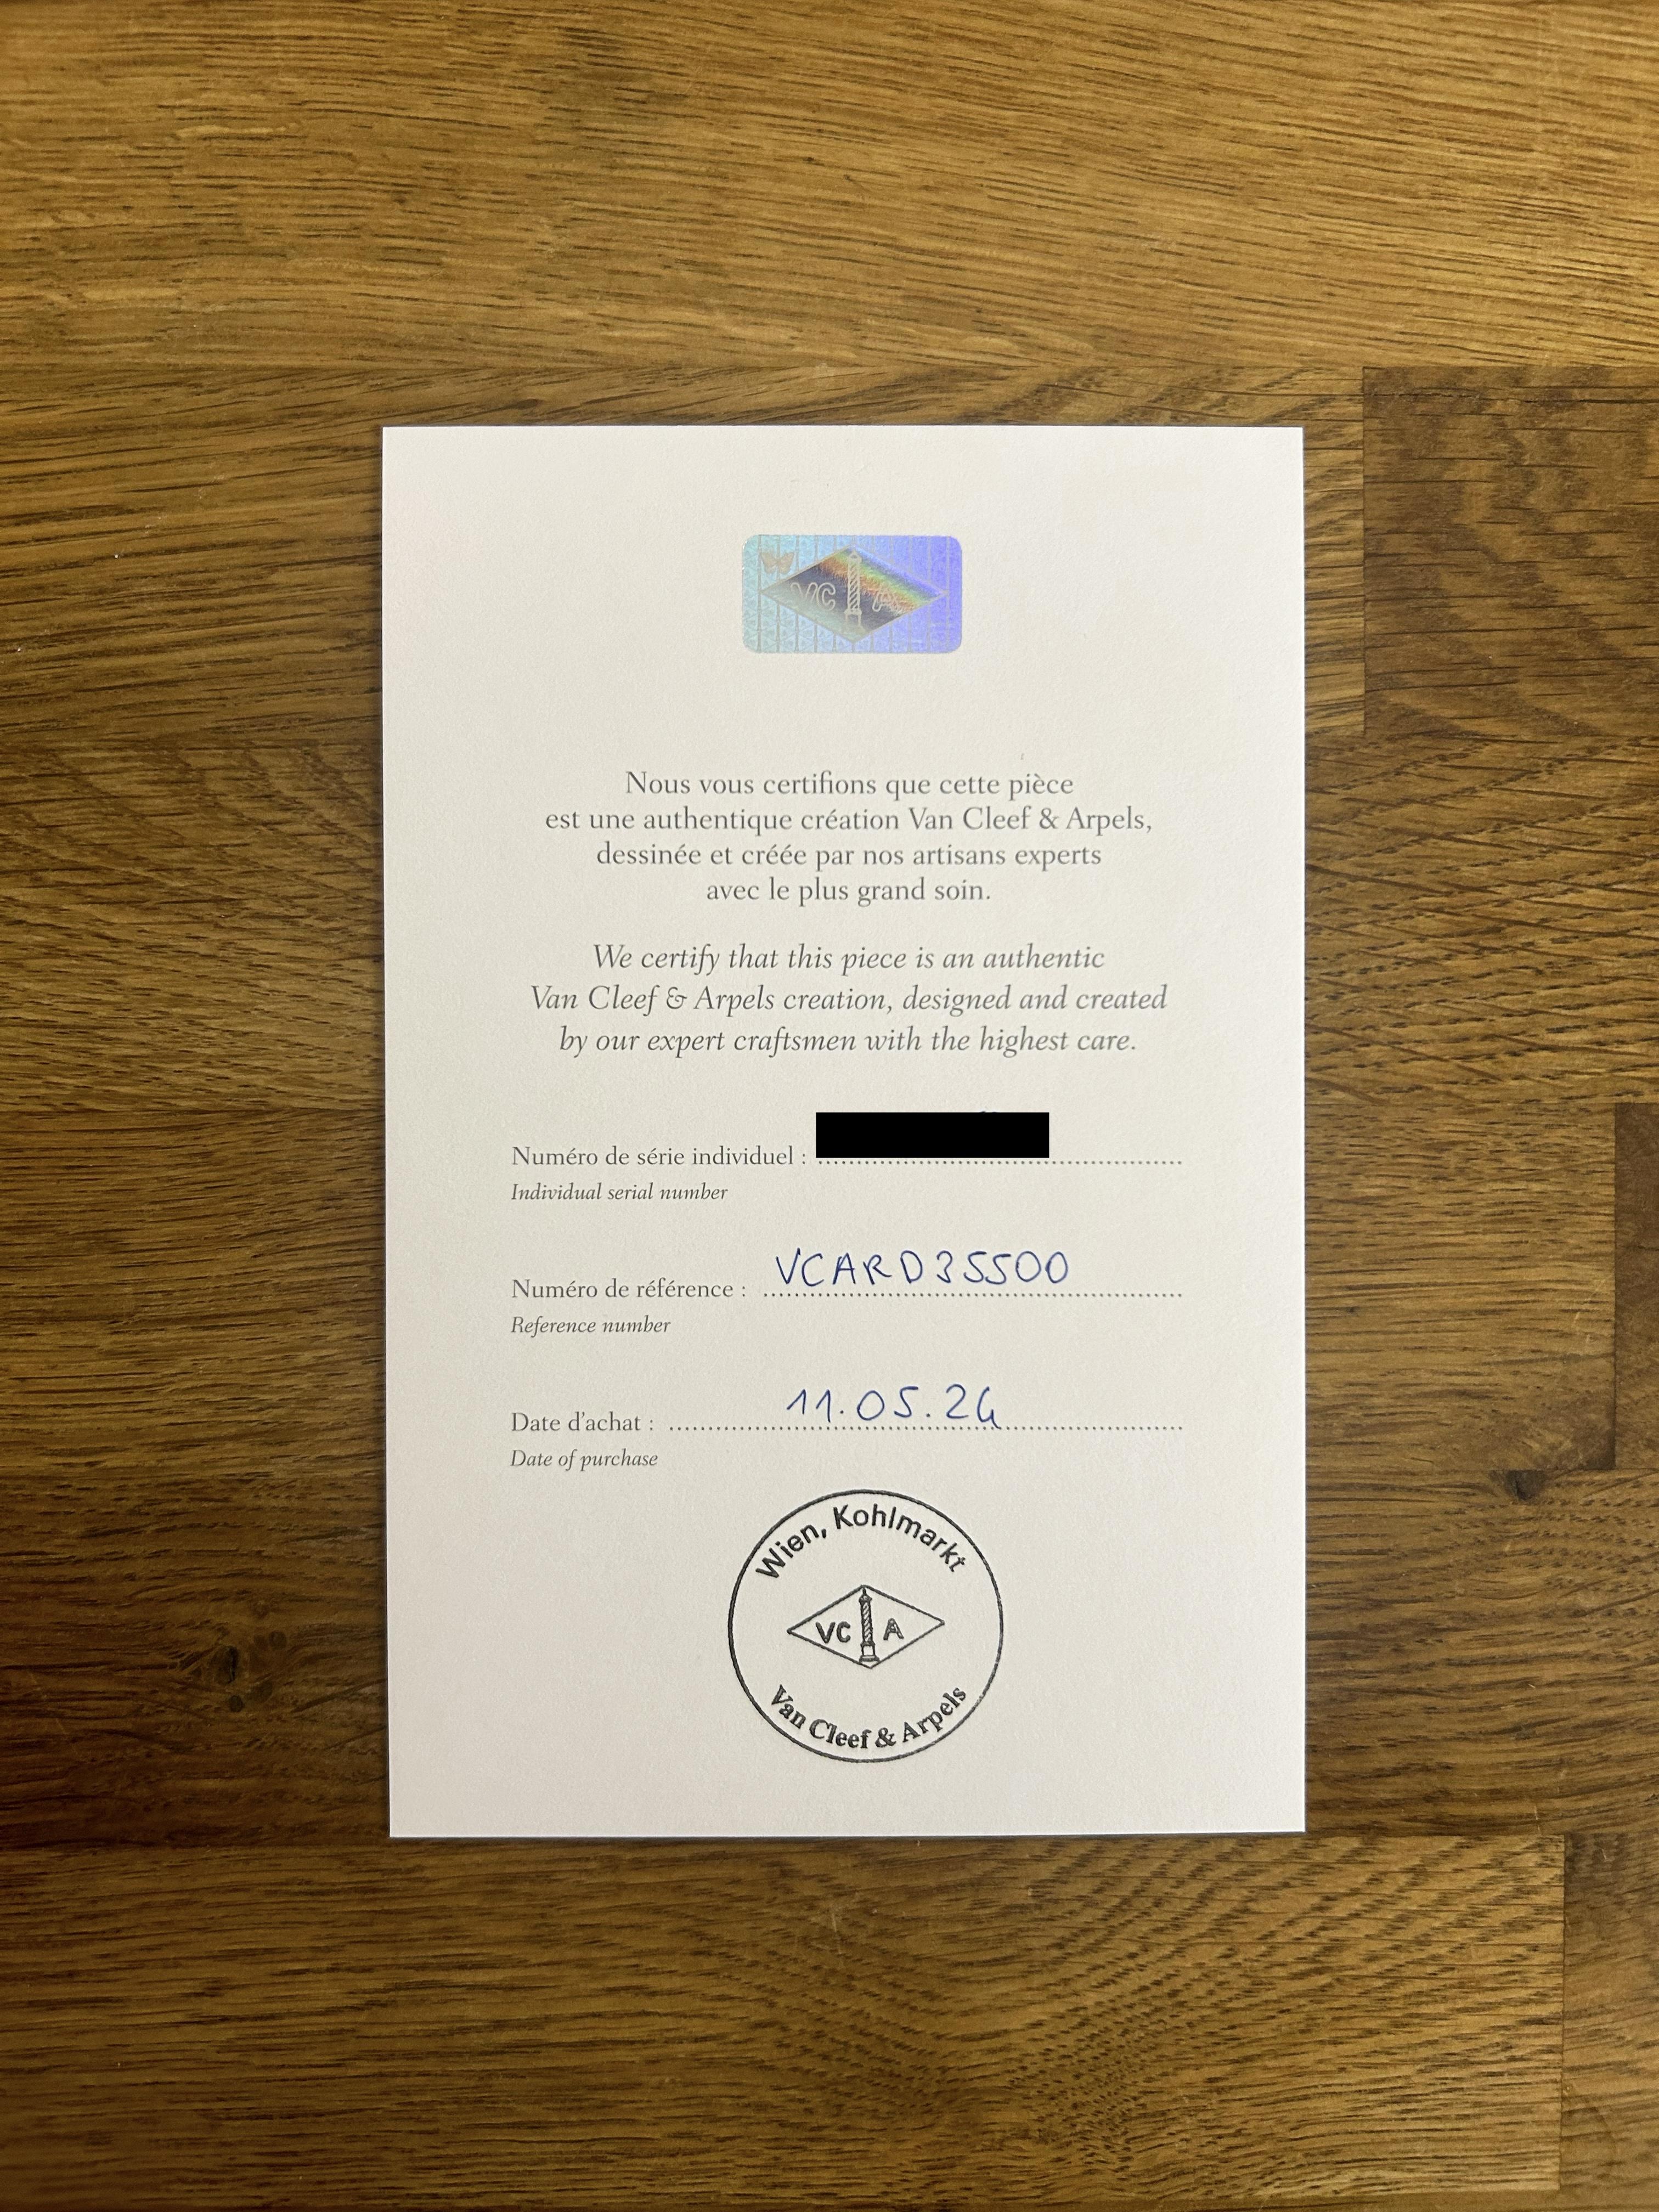 VC A
Nous vous certifions que cette pièce
est une authentique création Van Cleef & Arpels,
dessinée et créée par nos artisans experts
avec le plus grand soin.
We certify that this piece is an authentic
Van Cleef & Arpels creation, designed and created
by our expert craftsmen with the highest care.
Numéro de série individuel :
Individual serial number
Numéro de référence : VCARD35500
Reference number
Date d'achat : 11.05.24
Date of purchase
Wien, Kohlmarkt
VC A
Van Cleef & Arpels